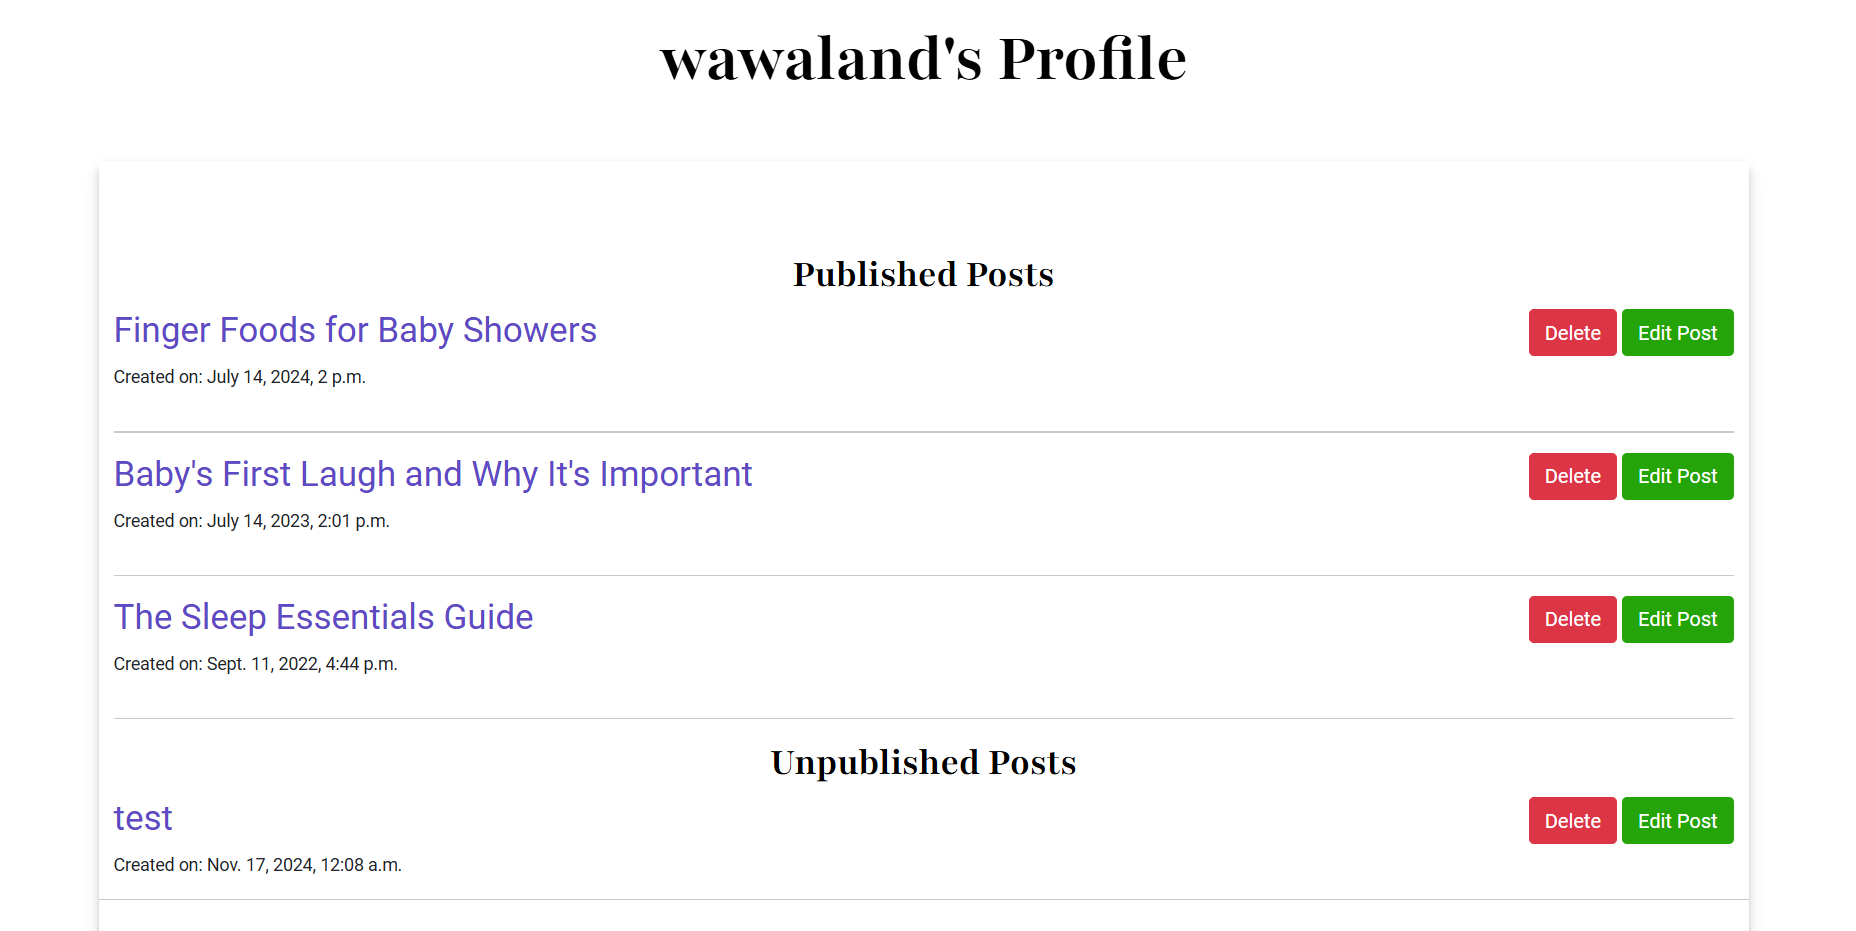 wawaland's Profile
Published Posts
Finger Foods for Baby Showers
Delete Edit Post
Created on: July 14, 2024, 2 p.m.
Baby's First Laugh and Why It's Important
Delete Edit Post
Created on: July 14, 2023, 2:01 p.m.
The Sleep Essentials Guide
Delete Edit Post
Created on: Sept. 11, 2022, 4:44 p.m.
Unpublished Posts
test
Delete Edit Post
Created on: Nov. 17, 2024, 12:08 a.m.